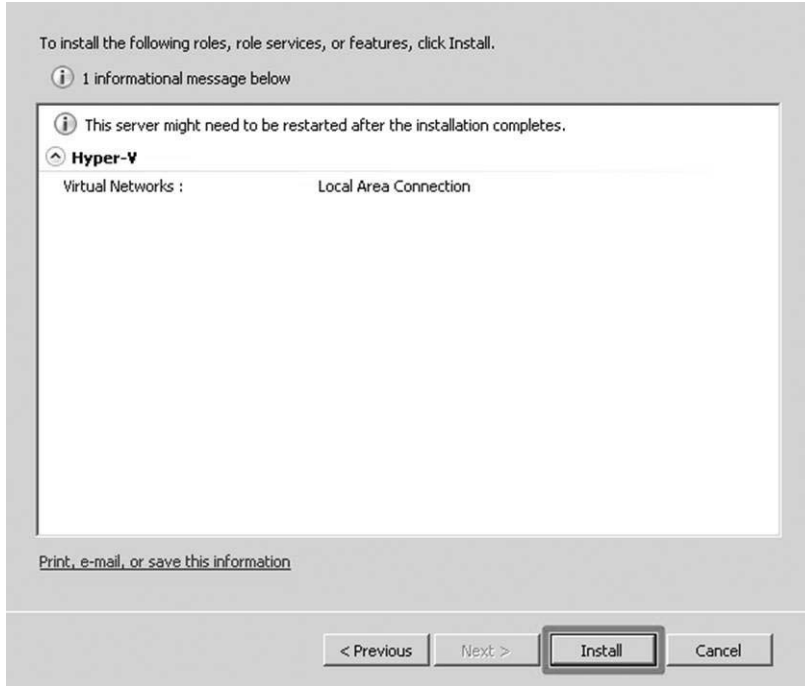 To install the following roles, role services, or features, click Install.
1 informational message below
This server might need to be restarted after the installation completes.
Hyper-V
Virtual Networks : Local Area Connection
Print, e-mail, or save this information
< Previous Next > Install Cancel